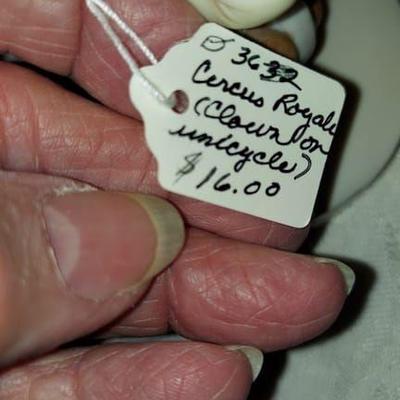 36
Circus Royale
(Clown on
unicycle)
$16.00